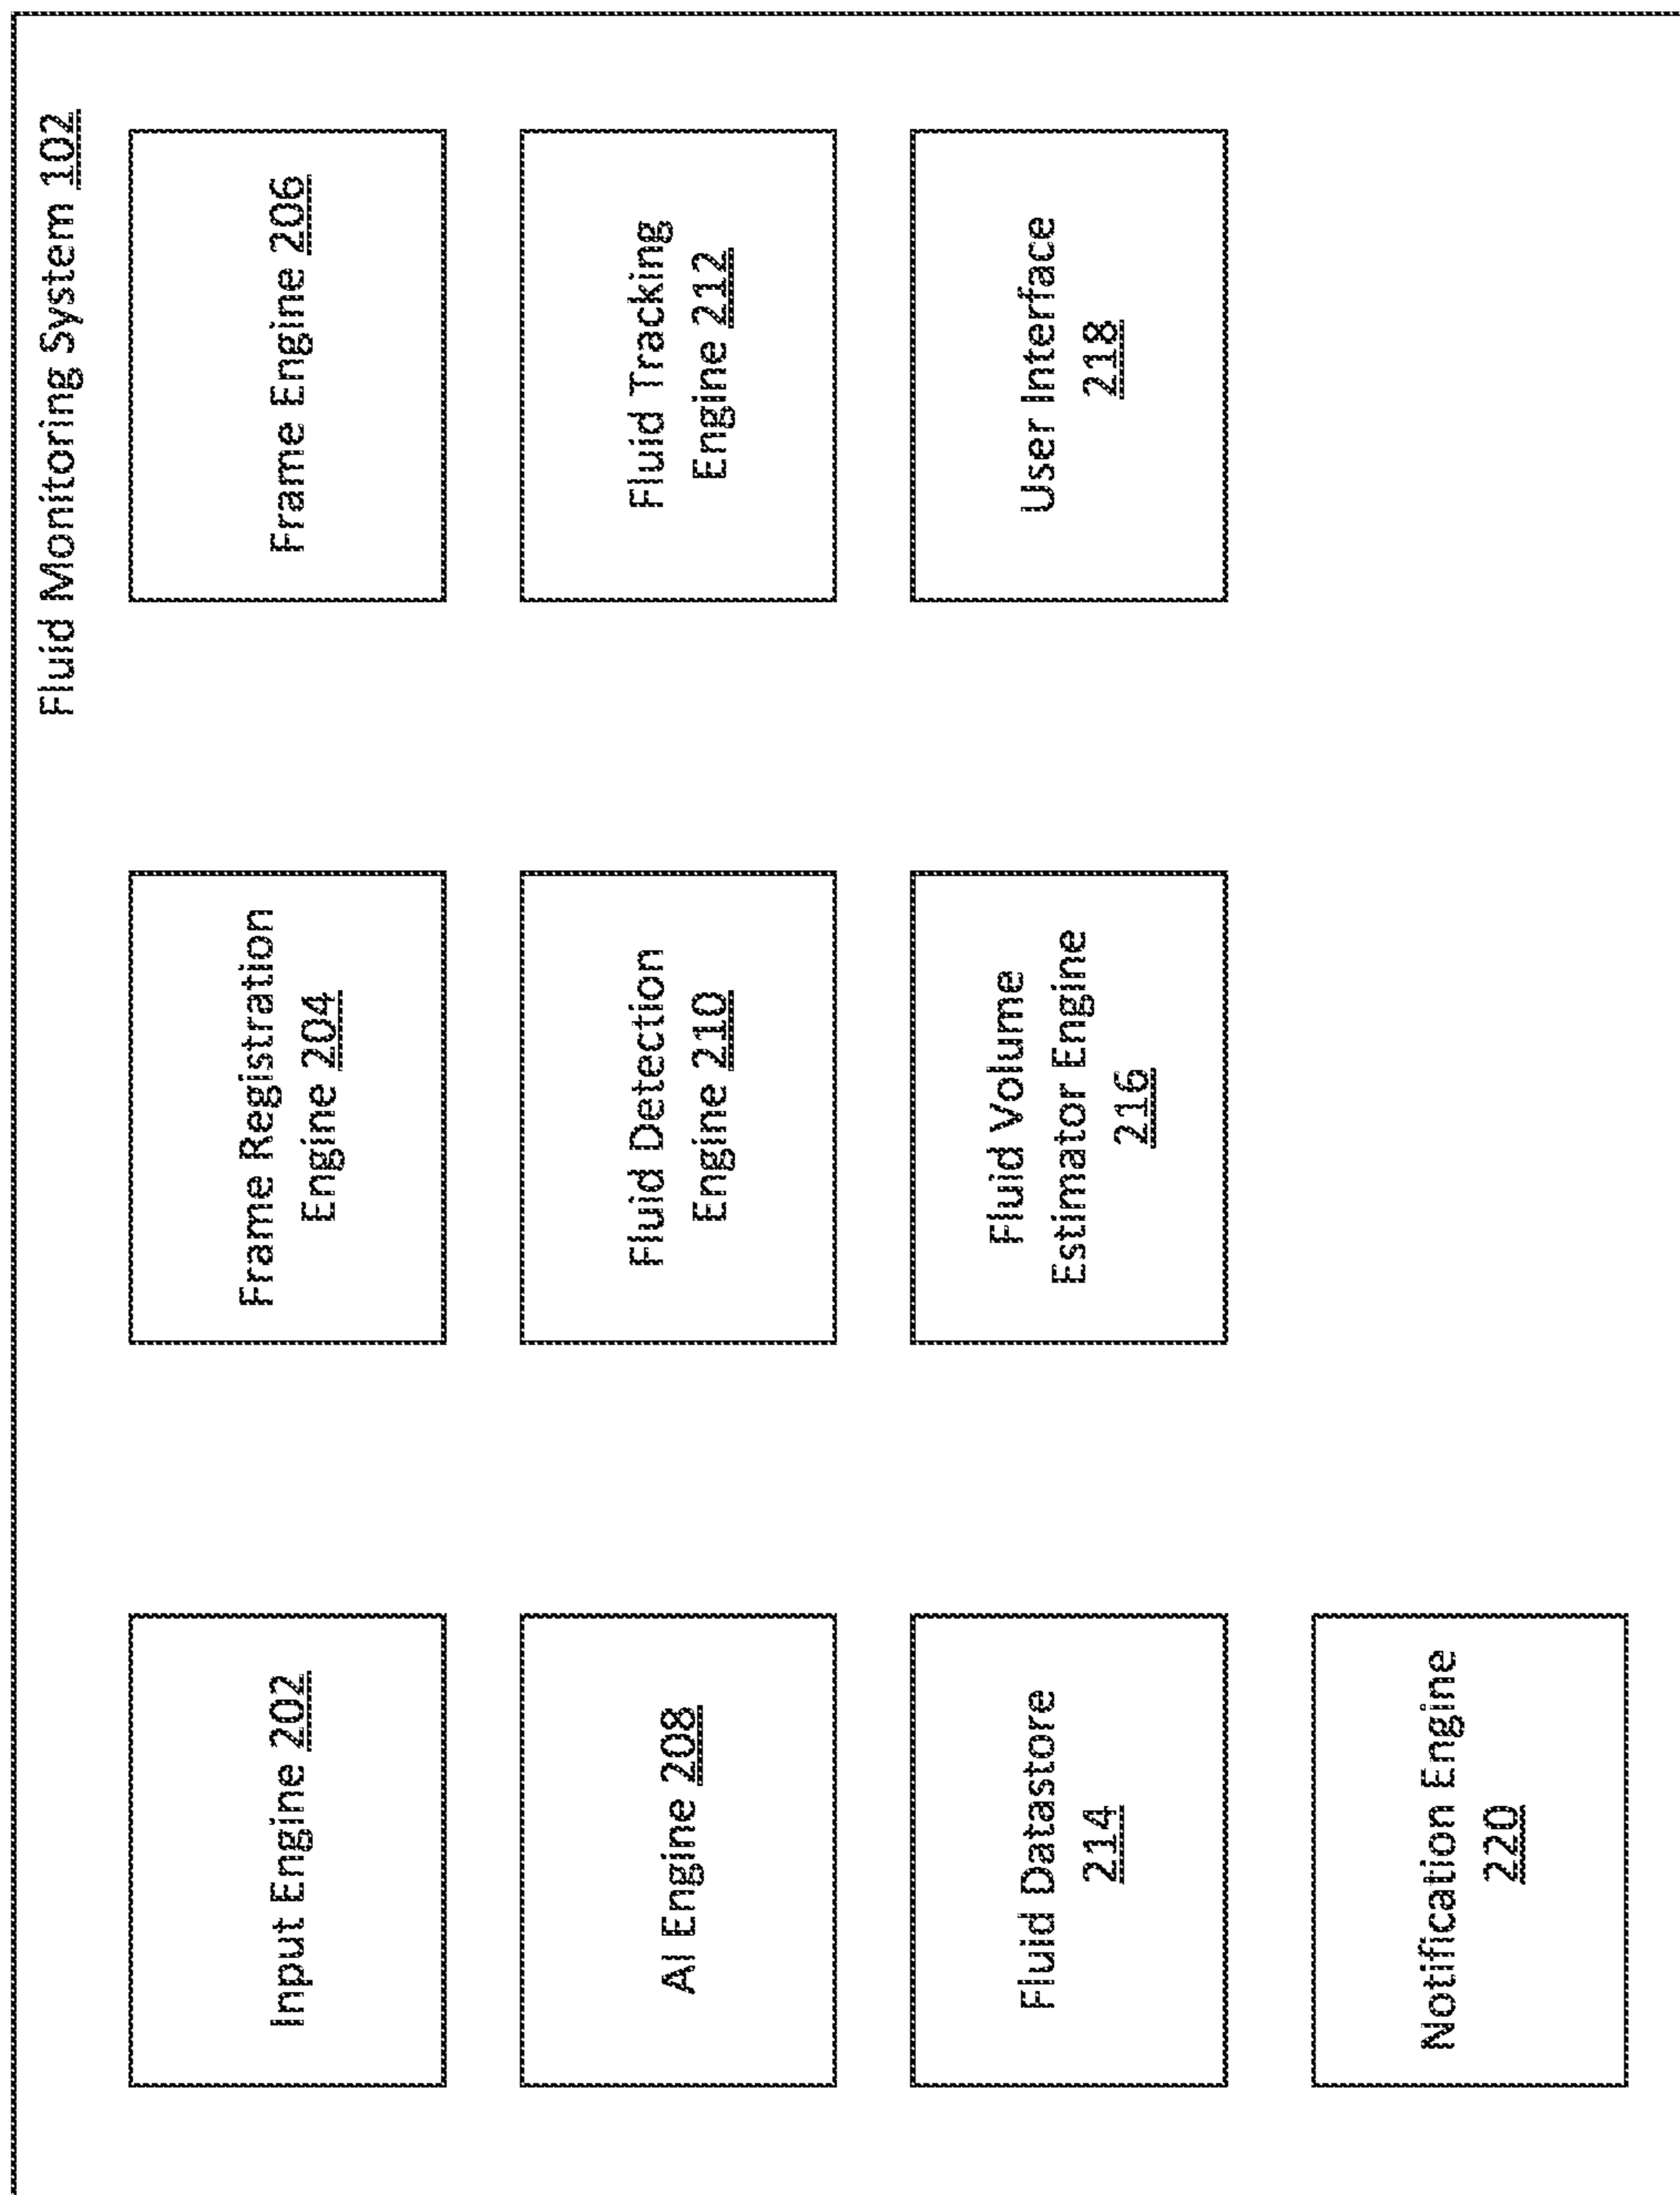 Fluid Monitoring System 102
Input Engine 202
Frame Registration
Engine 204
Frame Engine 206
AI Engine 208
Fluid Detection
Engine 210
Fluid Tracking
Engine 212
Fluid Datastore
214
Fluid Volume
Estimator Engine
216
User Interface
218
Notification Engine
220